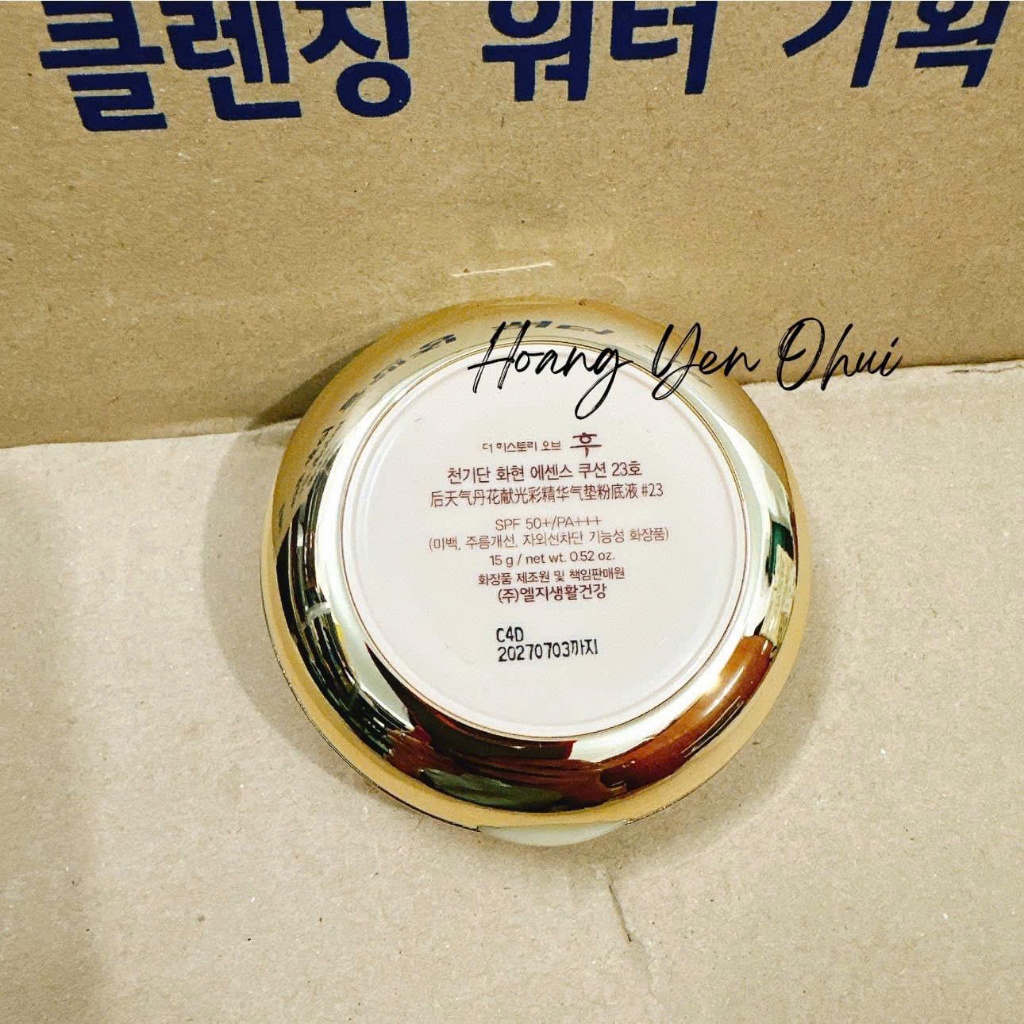 클렌징 워터 기획
Hoang Yen Ohui
더 히스토리 오브 후
천기단 화현 에센스 쿠션 23호
后天气丹花献光彩精华气垫粉底液 #23
SPF 50+/PA+++
(미백, 주름개선, 자외선차단 기능성 화장품)
15 g / net wt. 0.52 oz.
화장품 제조원 및 책임판매원
(주)엘지생활건강
C4D
20270703까지